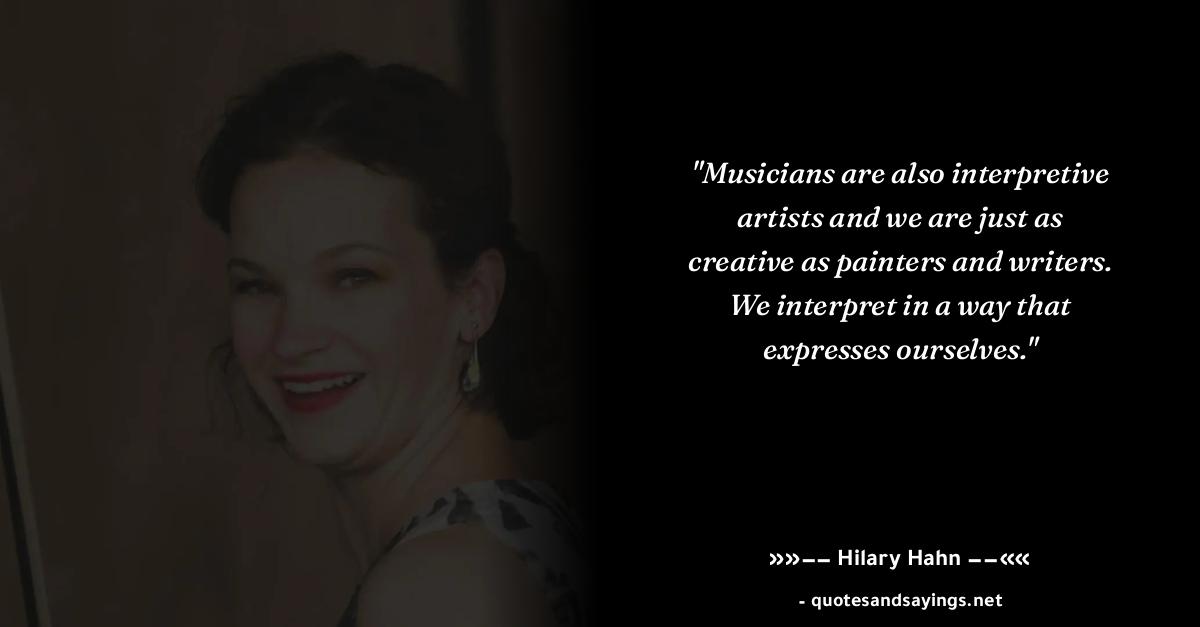 "Musicians are also interpretive
artists and we are just as
creative as painters and writers.
We interpret in a way that
expresses ourselves."
»»−− Hilary Hahn −−««
- quotesandsayings.net